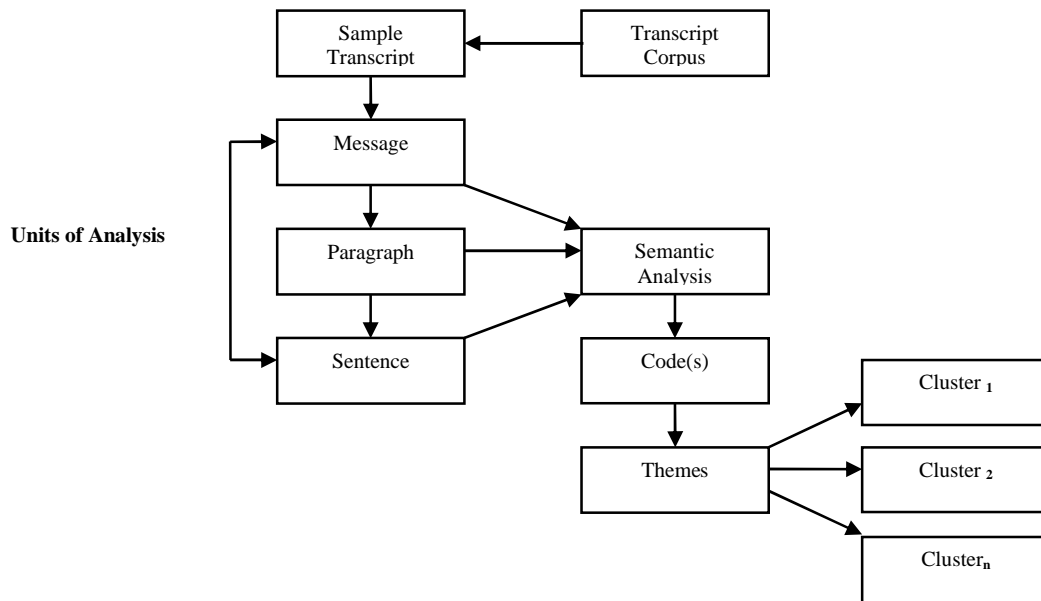 Sample
Transcript
Transcript
Corpus
Message
Units of Analysis
Paragraph
Semantic
Analysis
Sentence
Code(s)
Cluster 1
Themes
Cluster 2
Clustern